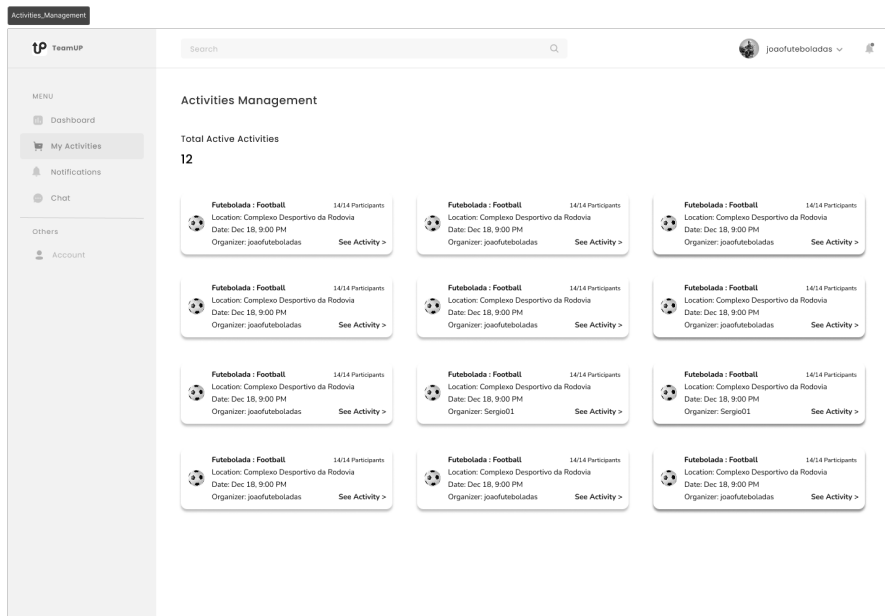 Activities_Management
TeamUP
Search
joaofuteboladas
MENU
Dashboard
My Activities
Notifications
Chat
Others
Account
Activities Management
Total Active Activities
12
Futebolada : Football 14/14 Participants
Location: Complexo Desportivo da Rodovia
Date: Dec 18, 9:00 PM
Organizer: joaofuteboladas See Activity >
Futebolada : Football 14/14 Participants
Location: Complexo Desportivo da Rodovia
Date: Dec 18, 9:00 PM
Organizer: joaofuteboladas See Activity >
Futebolada : Football 14/14 Participants
Location: Complexo Desportivo da Rodovia
Date: Dec 18, 9:00 PM
Organizer: joaofuteboladas See Activity >
Futebolada : Football 14/14 Participants
Location: Complexo Desportivo da Rodovia
Date: Dec 18, 9:00 PM
Organizer: joaofuteboladas See Activity >
Futebolada : Football 14/14 Participants
Location: Complexo Desportivo da Rodovia
Date: Dec 18, 9:00 PM
Organizer: joaofuteboladas See Activity >
Futebolada : Football 14/14 Participants
Location: Complexo Desportivo da Rodovia
Date: Dec 18, 9:00 PM
Organizer: joaofuteboladas See Activity >
Futebolada : Football 14/14 Participants
Location: Complexo Desportivo da Rodovia
Date: Dec 18, 9:00 PM
Organizer: joaofuteboladas See Activity >
Futebolada : Football 14/14 Participants
Location: Complexo Desportivo da Rodovia
Date: Dec 18, 9:00 PM
Organizer: Sergio01 See Activity >
Futebolada : Football 14/14 Participants
Location: Complexo Desportivo da Rodovia
Date: Dec 18, 9:00 PM
Organizer: Sergio01 See Activity >
Futebolada : Football 14/14 Participants
Location: Complexo Desportivo da Rodovia
Date: Dec 18, 9:00 PM
Organizer: joaofuteboladas See Activity >
Futebolada : Football 14/14 Participants
Location: Complexo Desportivo da Rodovia
Date: Dec 18, 9:00 PM
Organizer: joaofuteboladas See Activity >
Futebolada : Football 14/14 Participants
Location: Complexo Desportivo da Rodovia
Date: Dec 18, 9:00 PM
Organizer: joaofuteboladas See Activity >